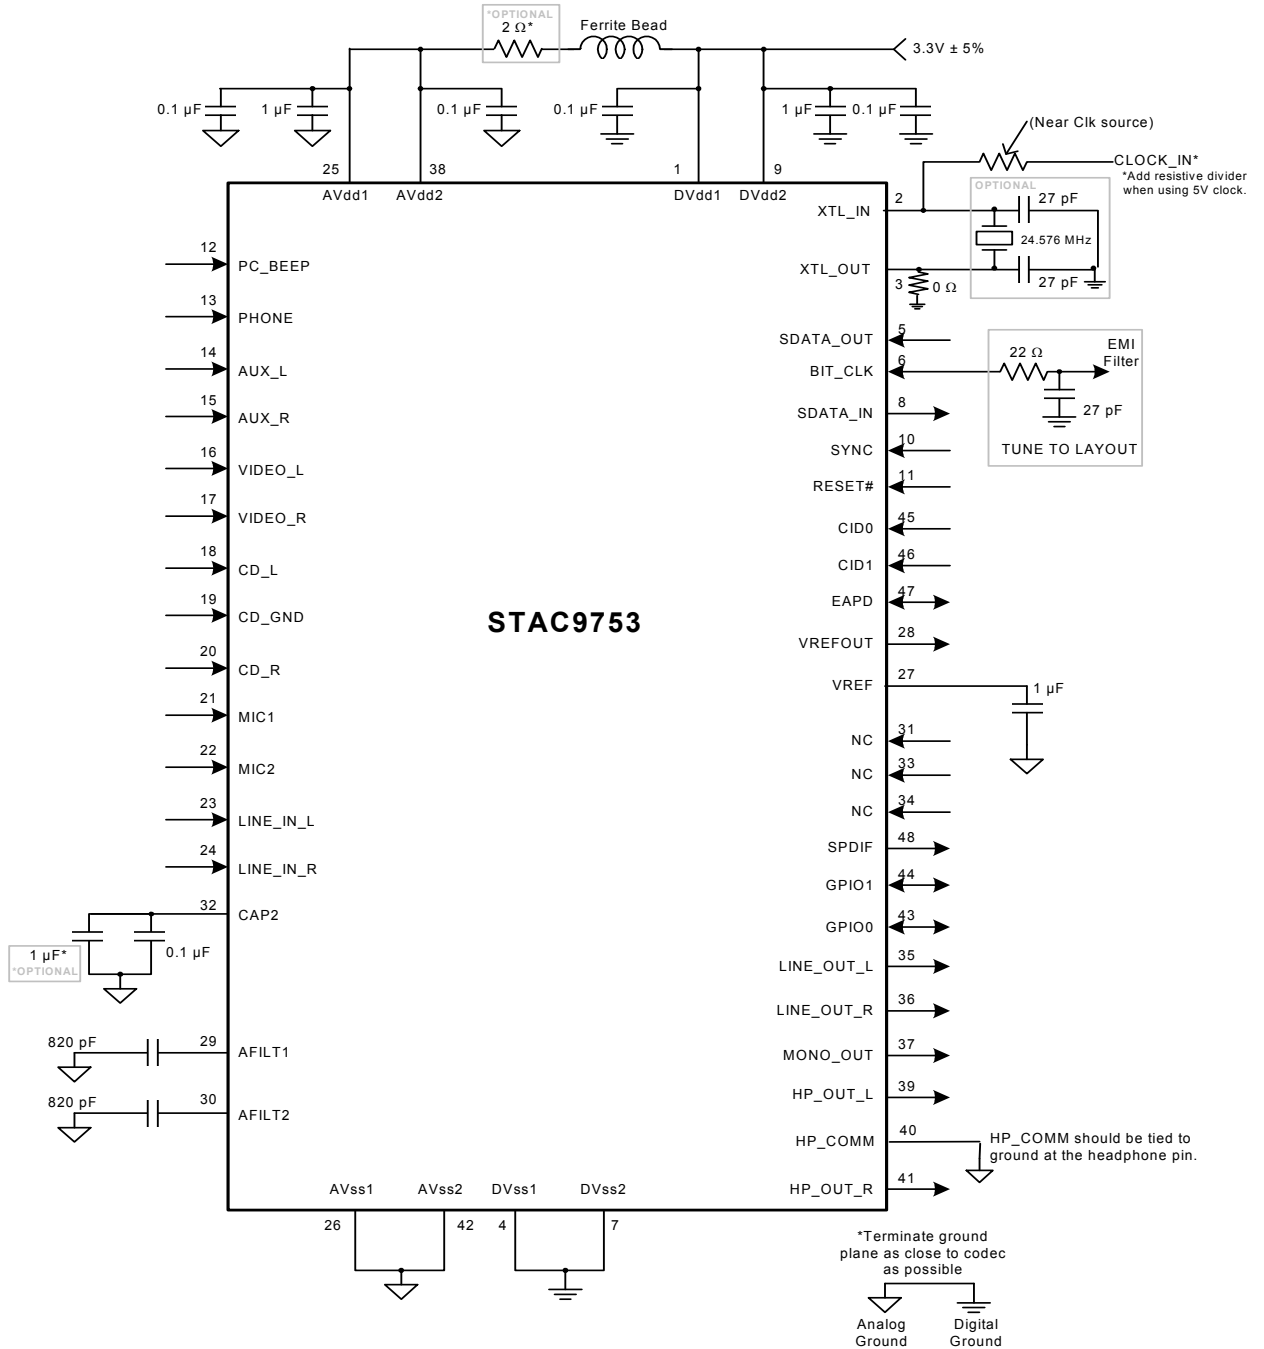 *OPTIONAL
2 Ω*
Ferrite Bead
3.3V ± 5%
0.1 µF
1 µF
0.1 µF
0.1 µF
1 µF
0.1 µF
(Near Clk source)
CLOCK_IN*
*Add resistive divider
when using 5V clock.
25
38
1
9
AVdd1
AVdd2
DVdd1
DVdd2
2
XTL_IN
OPTIONAL
27 pF
24.576 MHz
27 pF
XTL_OUT
3
0 Ω
12
PC_BEEP
13
PHONE
14
AUX_L
15
AUX_R
16
VIDEO_L
17
VIDEO_R
18
CD_L
19
CD_GND
20
CD_R
21
MIC1
22
MIC2
23
LINE_IN_L
24
LINE_IN_R
32
CAP2
1 µF*
*OPTIONAL
0.1 µF
820 pF
29
AFILT1
820 pF
30
AFILT2
STAC9753
SDATA_OUT
5
BIT_CLK
6
22 Ω
EMI
Filter
27 pF
TUNE TO LAYOUT
SDATA_IN
8
SYNC
10
RESET#
11
CID0
45
CID1
46
EAPD
47
VREFOUT
28
VREF
27
1 µF
NC
31
NC
33
NC
34
SPDIF
48
GPIO1
44
GPIO0
43
LINE_OUT_L
35
LINE_OUT_R
36
MONO_OUT
37
HP_OUT_L
39
HP_COMM
40
HP_COMM should be tied to
ground at the headphone pin.
HP_OUT_R
41
AVss1
AVss2
DVss1
DVss2
26
42
4
7
*Terminate ground
plane as close to codec
as possible
Analog
Ground
Digital
Ground